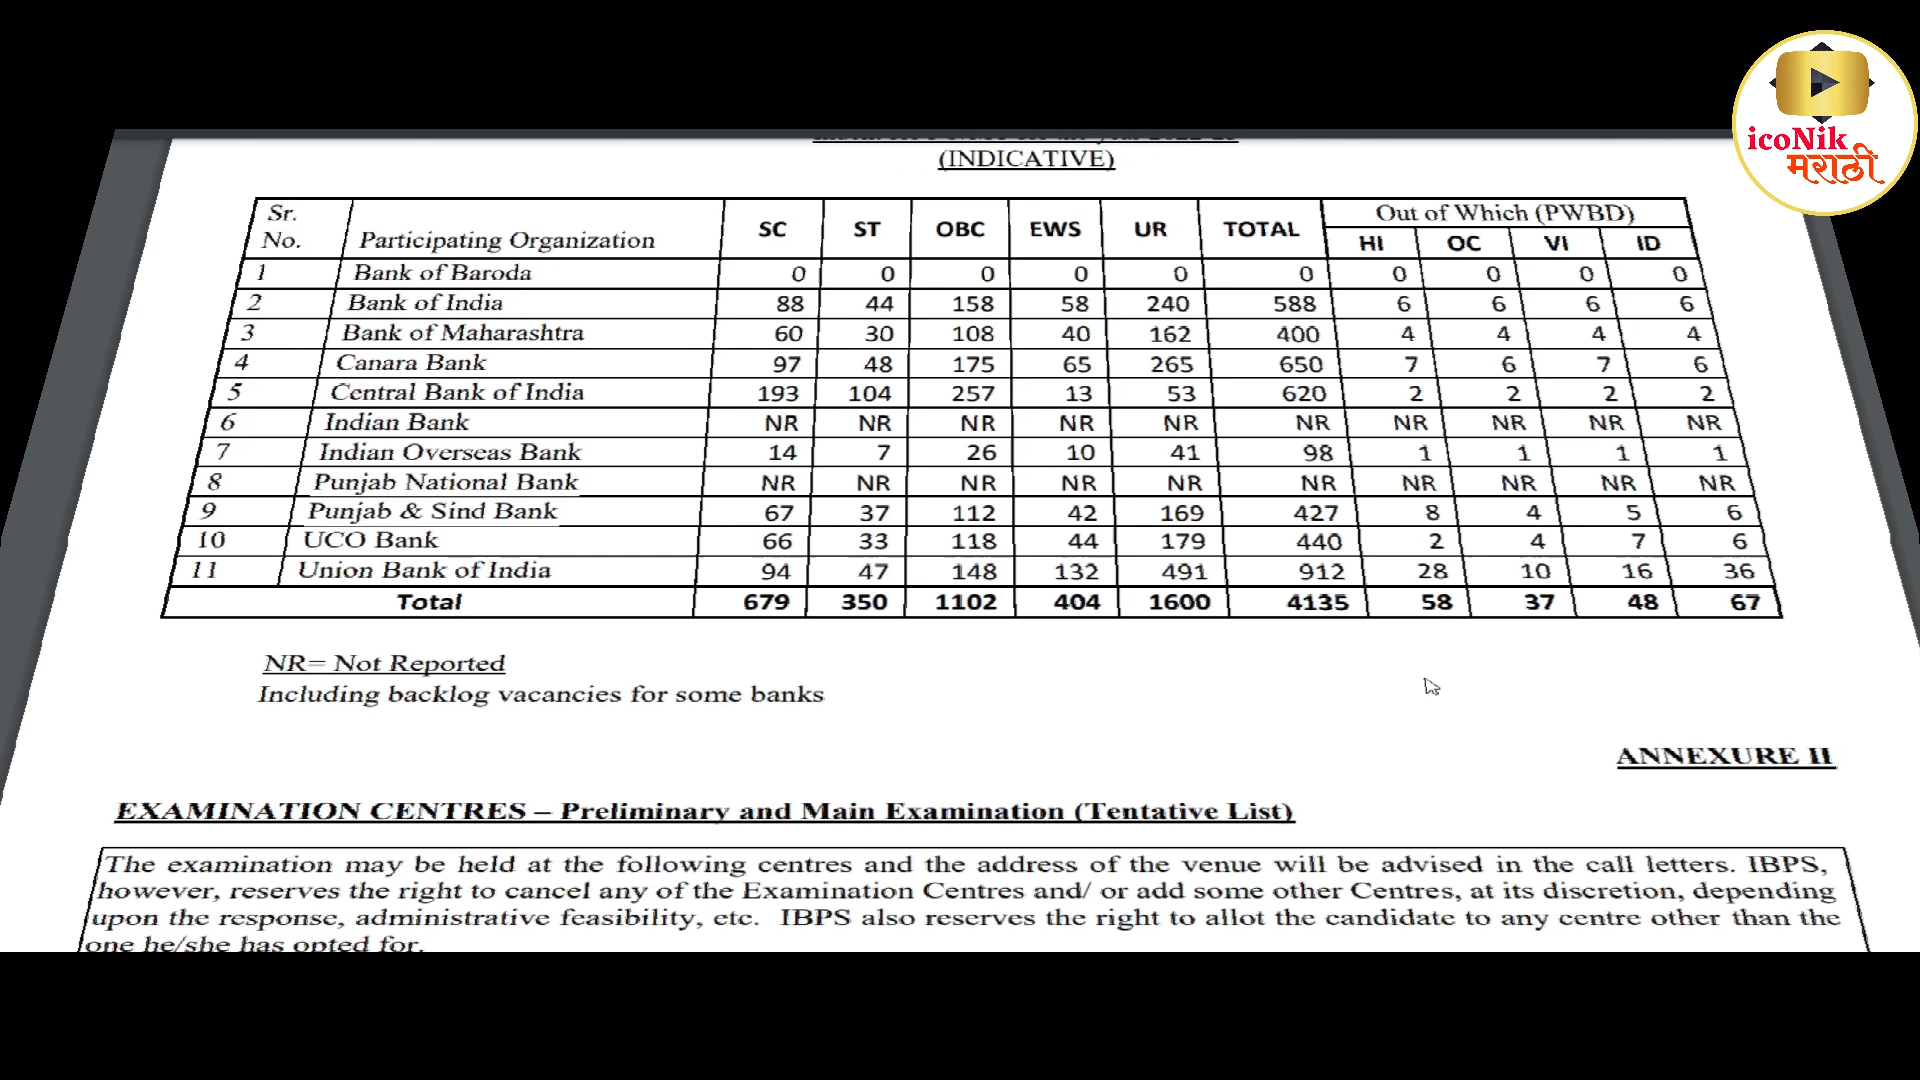 icoNik
मराठी
(INDICATIVE)
Sr. No. Participating Organization SC ST OBC EWS UR TOTAL Out of Which (PWBD) HI OC VI ID
1 Bank of Baroda 0 0 0 0 0 0 0 0 0 0
2 Bank of India 88 44 158 58 240 588 6 6 6 6
3 Bank of Maharashtra 60 30 108 40 162 400 4 4 4 4
4 Canara Bank 97 48 175 65 265 650 7 6 7 6
5 Central Bank of India 193 104 257 13 53 620 2 2 2 2
6 Indian Bank NR NR NR NR NR NR NR NR NR NR
7 Indian Overseas Bank 14 7 26 10 41 98 1 1 1 1
8 Punjab National Bank NR NR NR NR NR NR NR NR NR NR
9 Punjab & Sind Bank 67 37 112 42 169 427 8 4 5 6
10 UCO Bank 66 33 118 44 179 440 2 4 7 6
11 Union Bank of India 94 47 148 132 491 912 28 10 16 36
Total 679 350 1102 404 1600 4135 58 37 48 67
NR= Not Reported
Including backlog vacancies for some banks
ANNEXURE II
EXAMINATION CENTRES – Preliminary and Main Examination (Tentative List)
The examination may be held at the following centres and the address of the venue will be advised in the call letters. IBPS,
however, reserves the right to cancel any of the Examination Centres and/ or add some other Centres, at its discretion, depending
upon the response, administrative feasibility, etc. IBPS also reserves the right to allot the candidate to any centre other than the
one he/she has opted for.